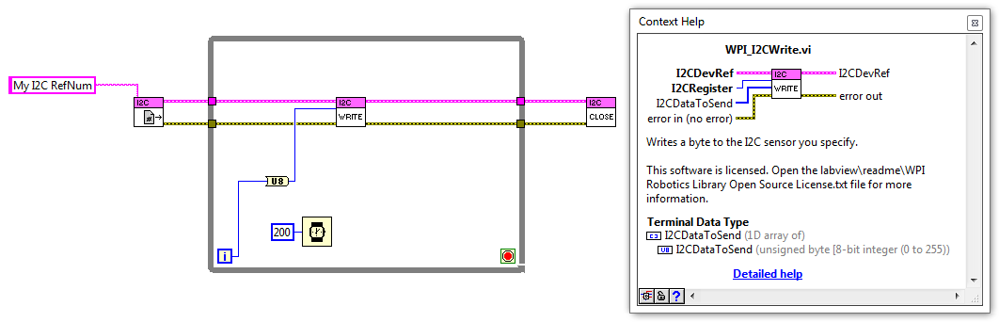 My I2C RefNum
I2C
#
I2C
WRITE
I2C
CLOSE
U8
200
i
Context Help
WPI_I2CWrite.vi
I2CDevRef
I2CRegister
I2CDataToSend
error in (no error)
I2C
WRITE
I2CDevRef
error out
Writes a byte to the I2C sensor you specify.
This software is licensed. Open the labview\readme\WPI
Robotics Library Open Source License.txt file for more
information.
Terminal Data Type
I2CDataToSend (1D array of)
U8 I2CDataToSend (unsigned byte [8-bit integer (0 to 255))
Detailed help
?